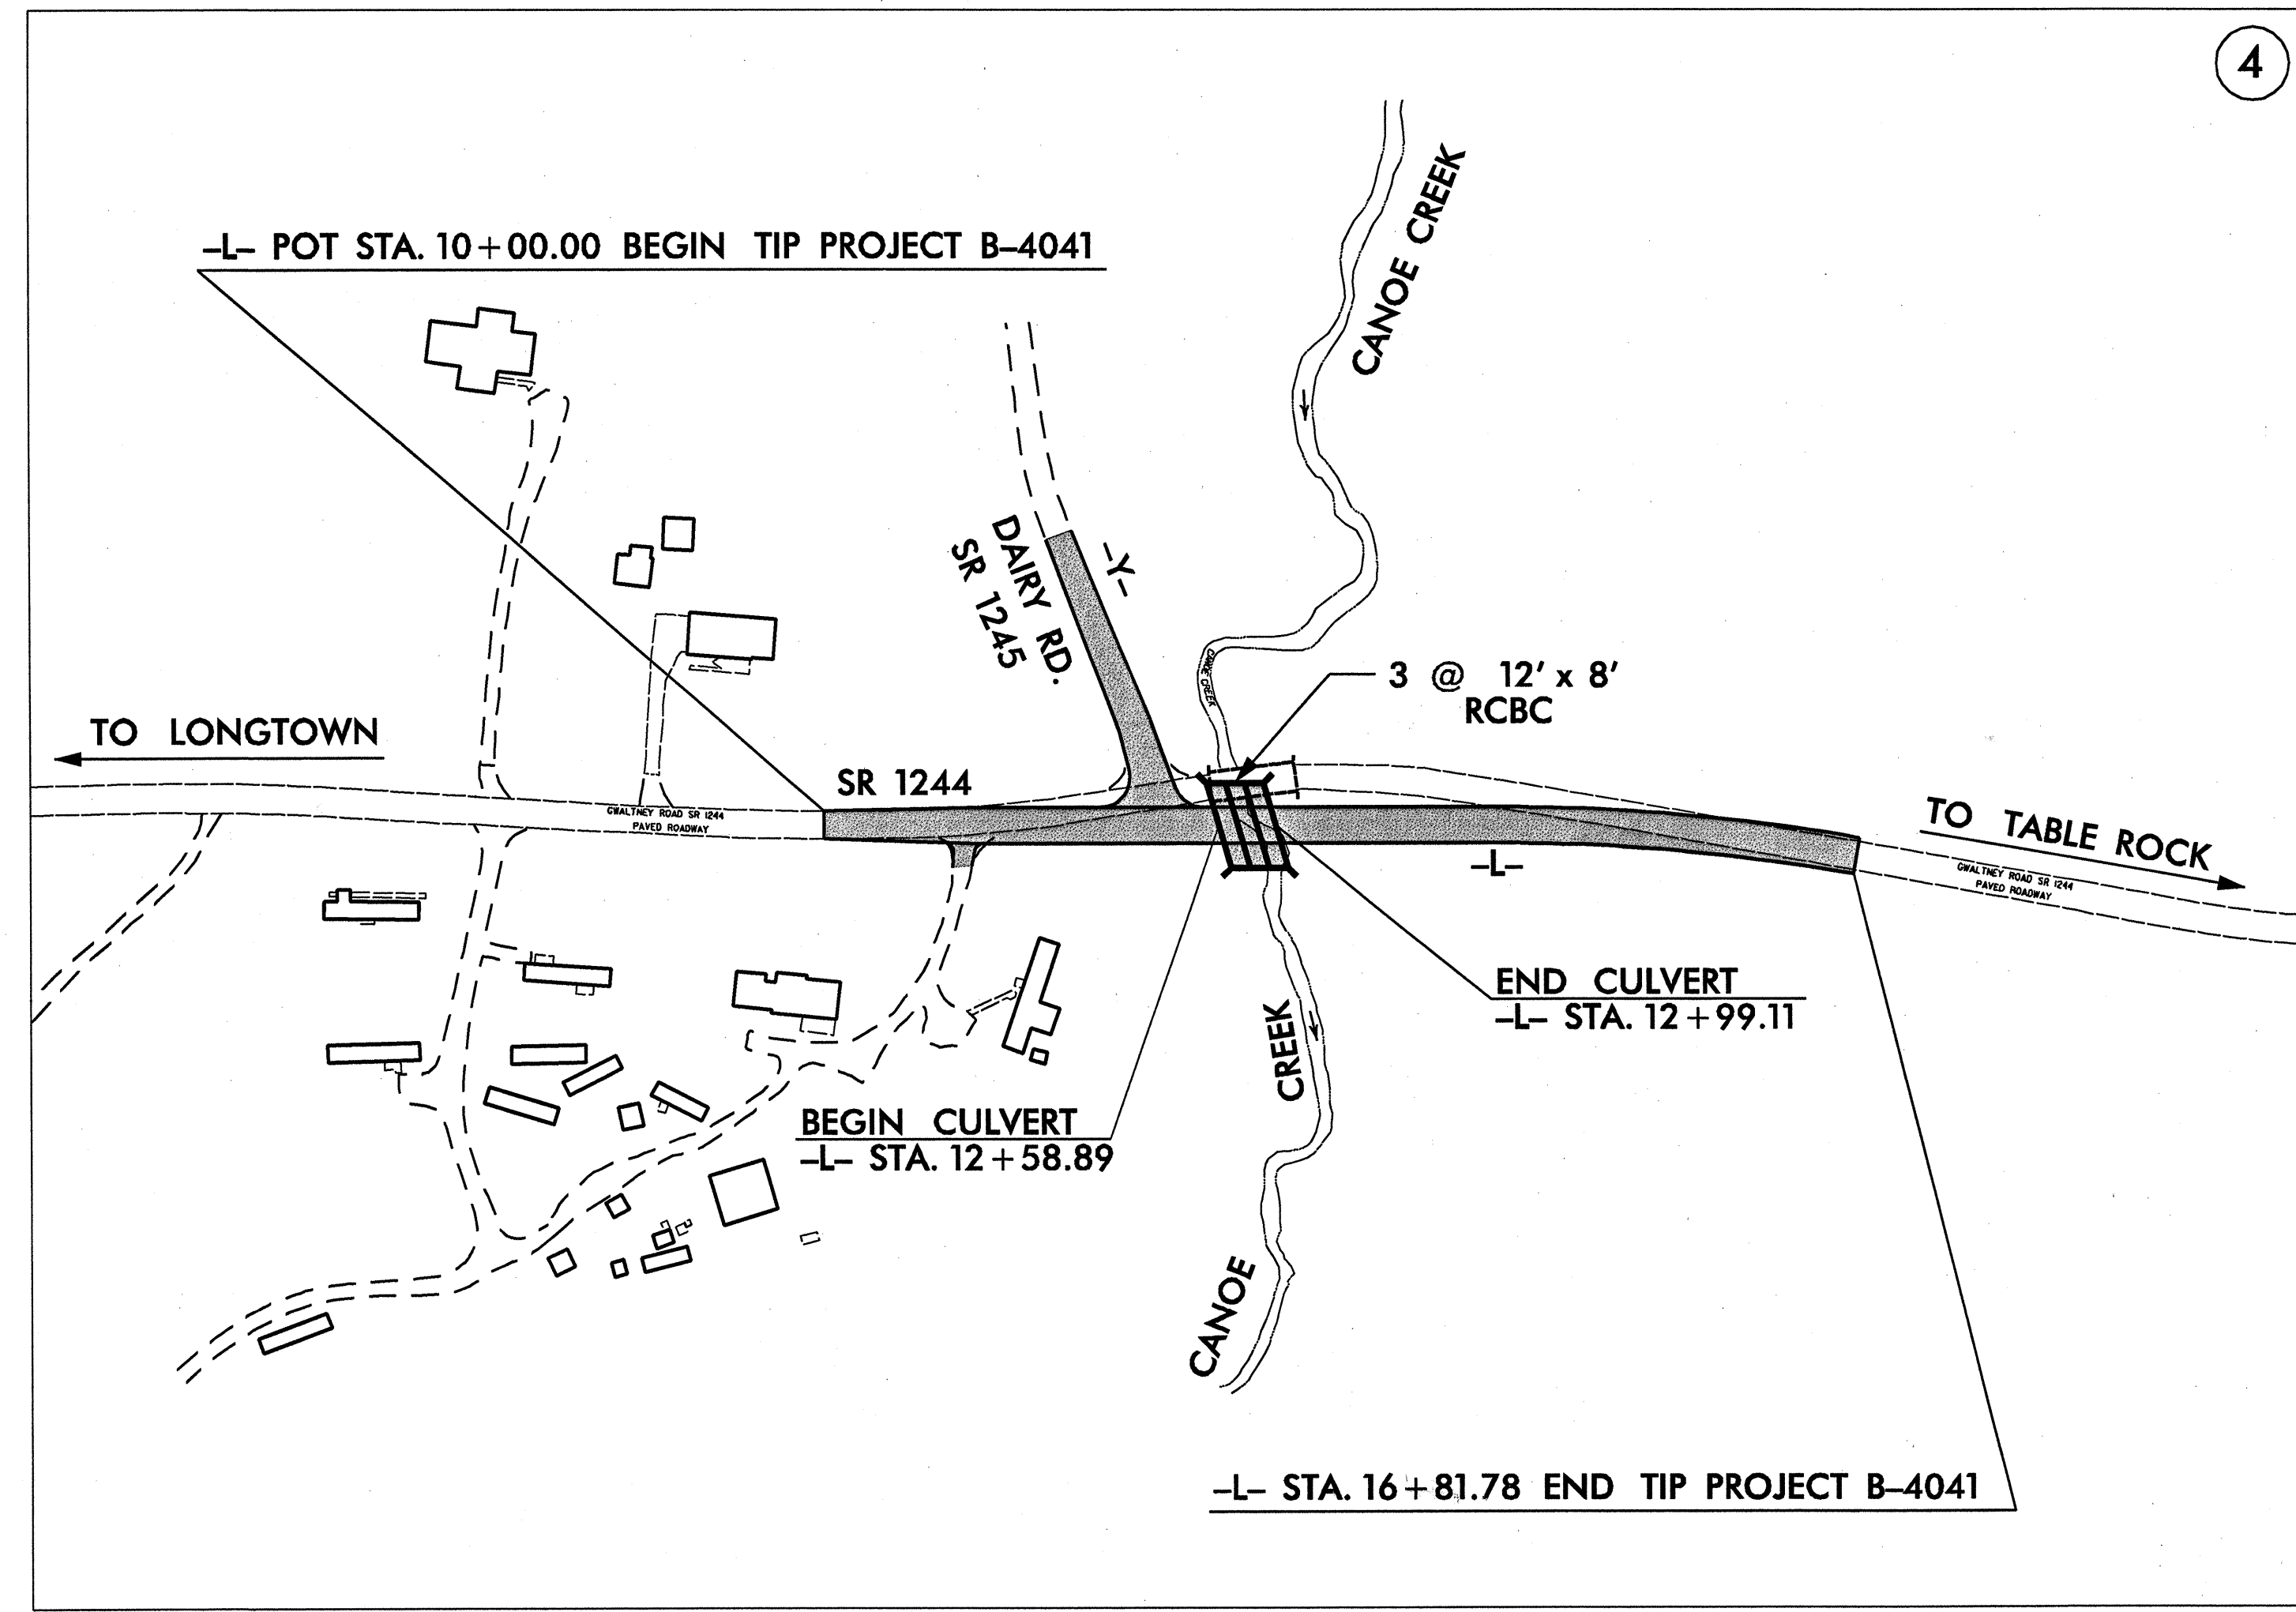 4
CANOE CREEK
–L– POT STA. 10+00.00 BEGIN TIP PROJECT B–4041
–Y–
DAIRY RD.
SR 1245
CANOE CREEK
3 @ 12' x 8'
RCBC
TO LONGTOWN
SR 1244
GWALTNEY ROAD SR 1244
PAVED ROADWAY
TO TABLE ROCK
–L–
GWALTNEY ROAD SR 1244
PAVED ROADWAY
END CULVERT
–L– STA. 12+99.11
BEGIN CULVERT
–L– STA. 12+58.89
CANOE CREEK
–L– STA. 16+81.78 END TIP PROJECT B–4041